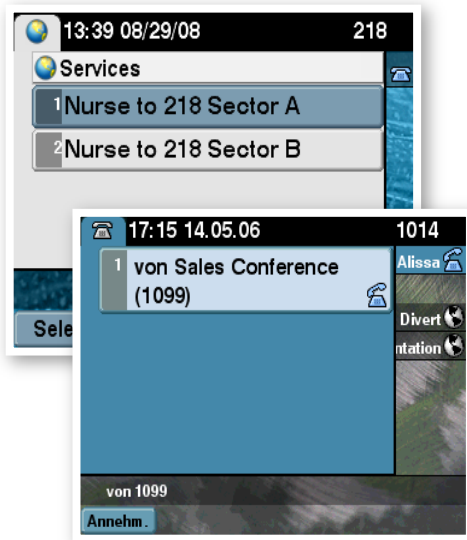 13:39 08/29/08 218
Services
1 Nurse to 218 Sector A
2 Nurse to 218 Sector B
Sele
17:15 14.05.06 1014
1 von Sales Conference
(1099)
Alissa
Divert
ntation
von 1099
Annehm.